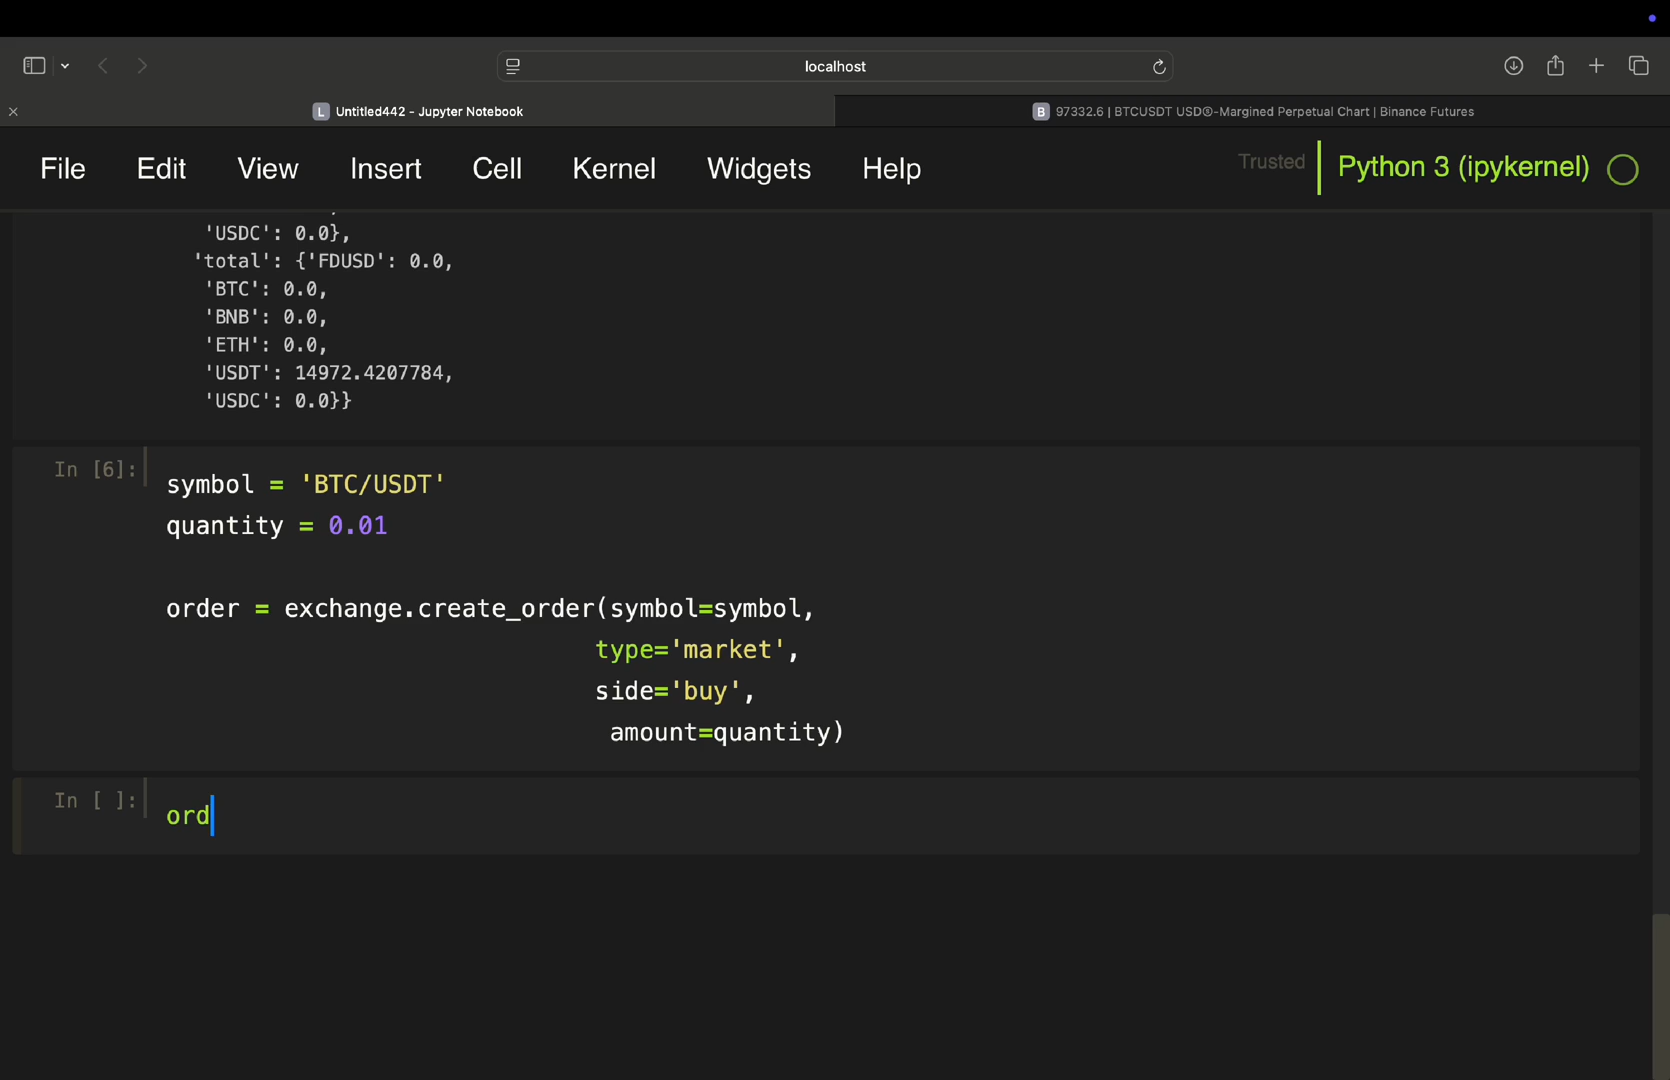 localhost
L Untitled442 - Jupyter Notebook
B 97332.6 | BTCUSDT USD®-Margined Perpetual Chart | Binance Futures
File Edit View Insert Cell Kernel Widgets Help
Trusted
Python 3 (ipykernel)
'USDC': 0.0},
'total': {'FDUSD': 0.0,
'BTC': 0.0,
'BNB': 0.0,
'ETH': 0.0,
'USDT': 14972.4207784,
'USDC': 0.0}}
In [6]:
symbol = 'BTC/USDT'
quantity = 0.01
order = exchange.create_order(symbol=symbol,
type='market',
side='buy',
amount=quantity)
In [ ]:
ord